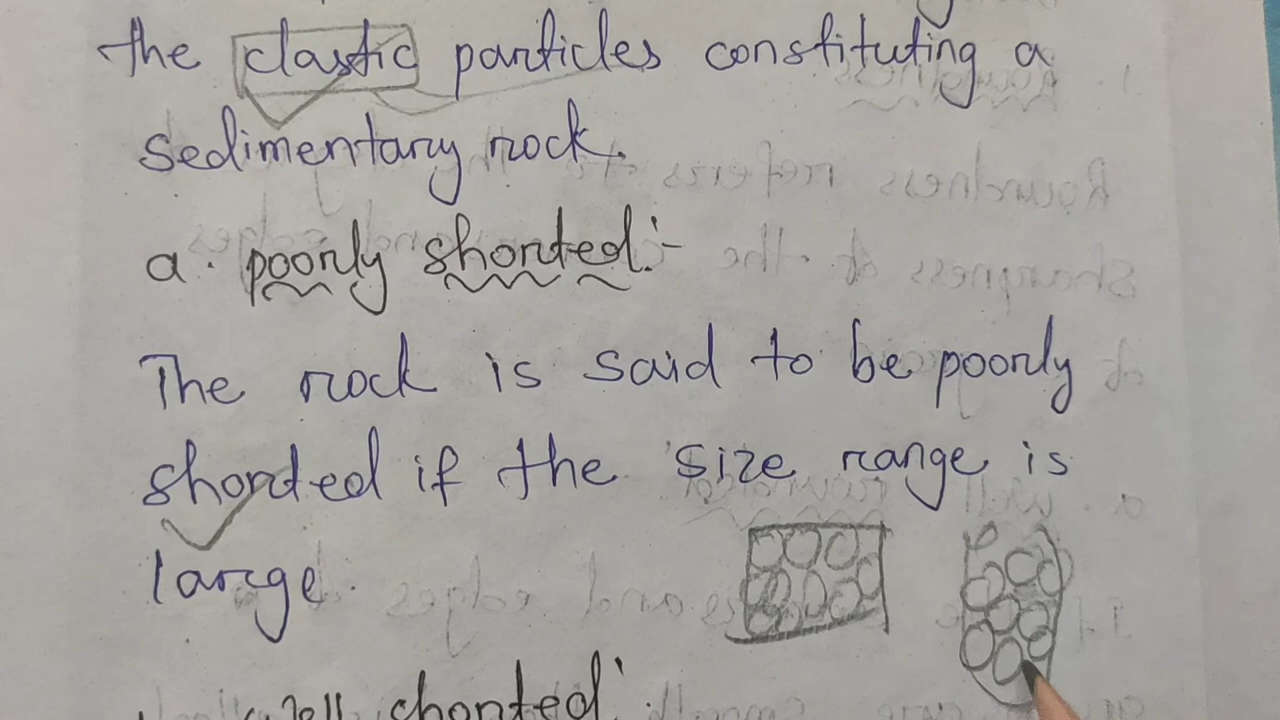 the clastic particles constituting a
sedimentary rock.
a. poorly shorted:-
The rock is said to be poorly
shorted if the size range is
large.
well shorted: